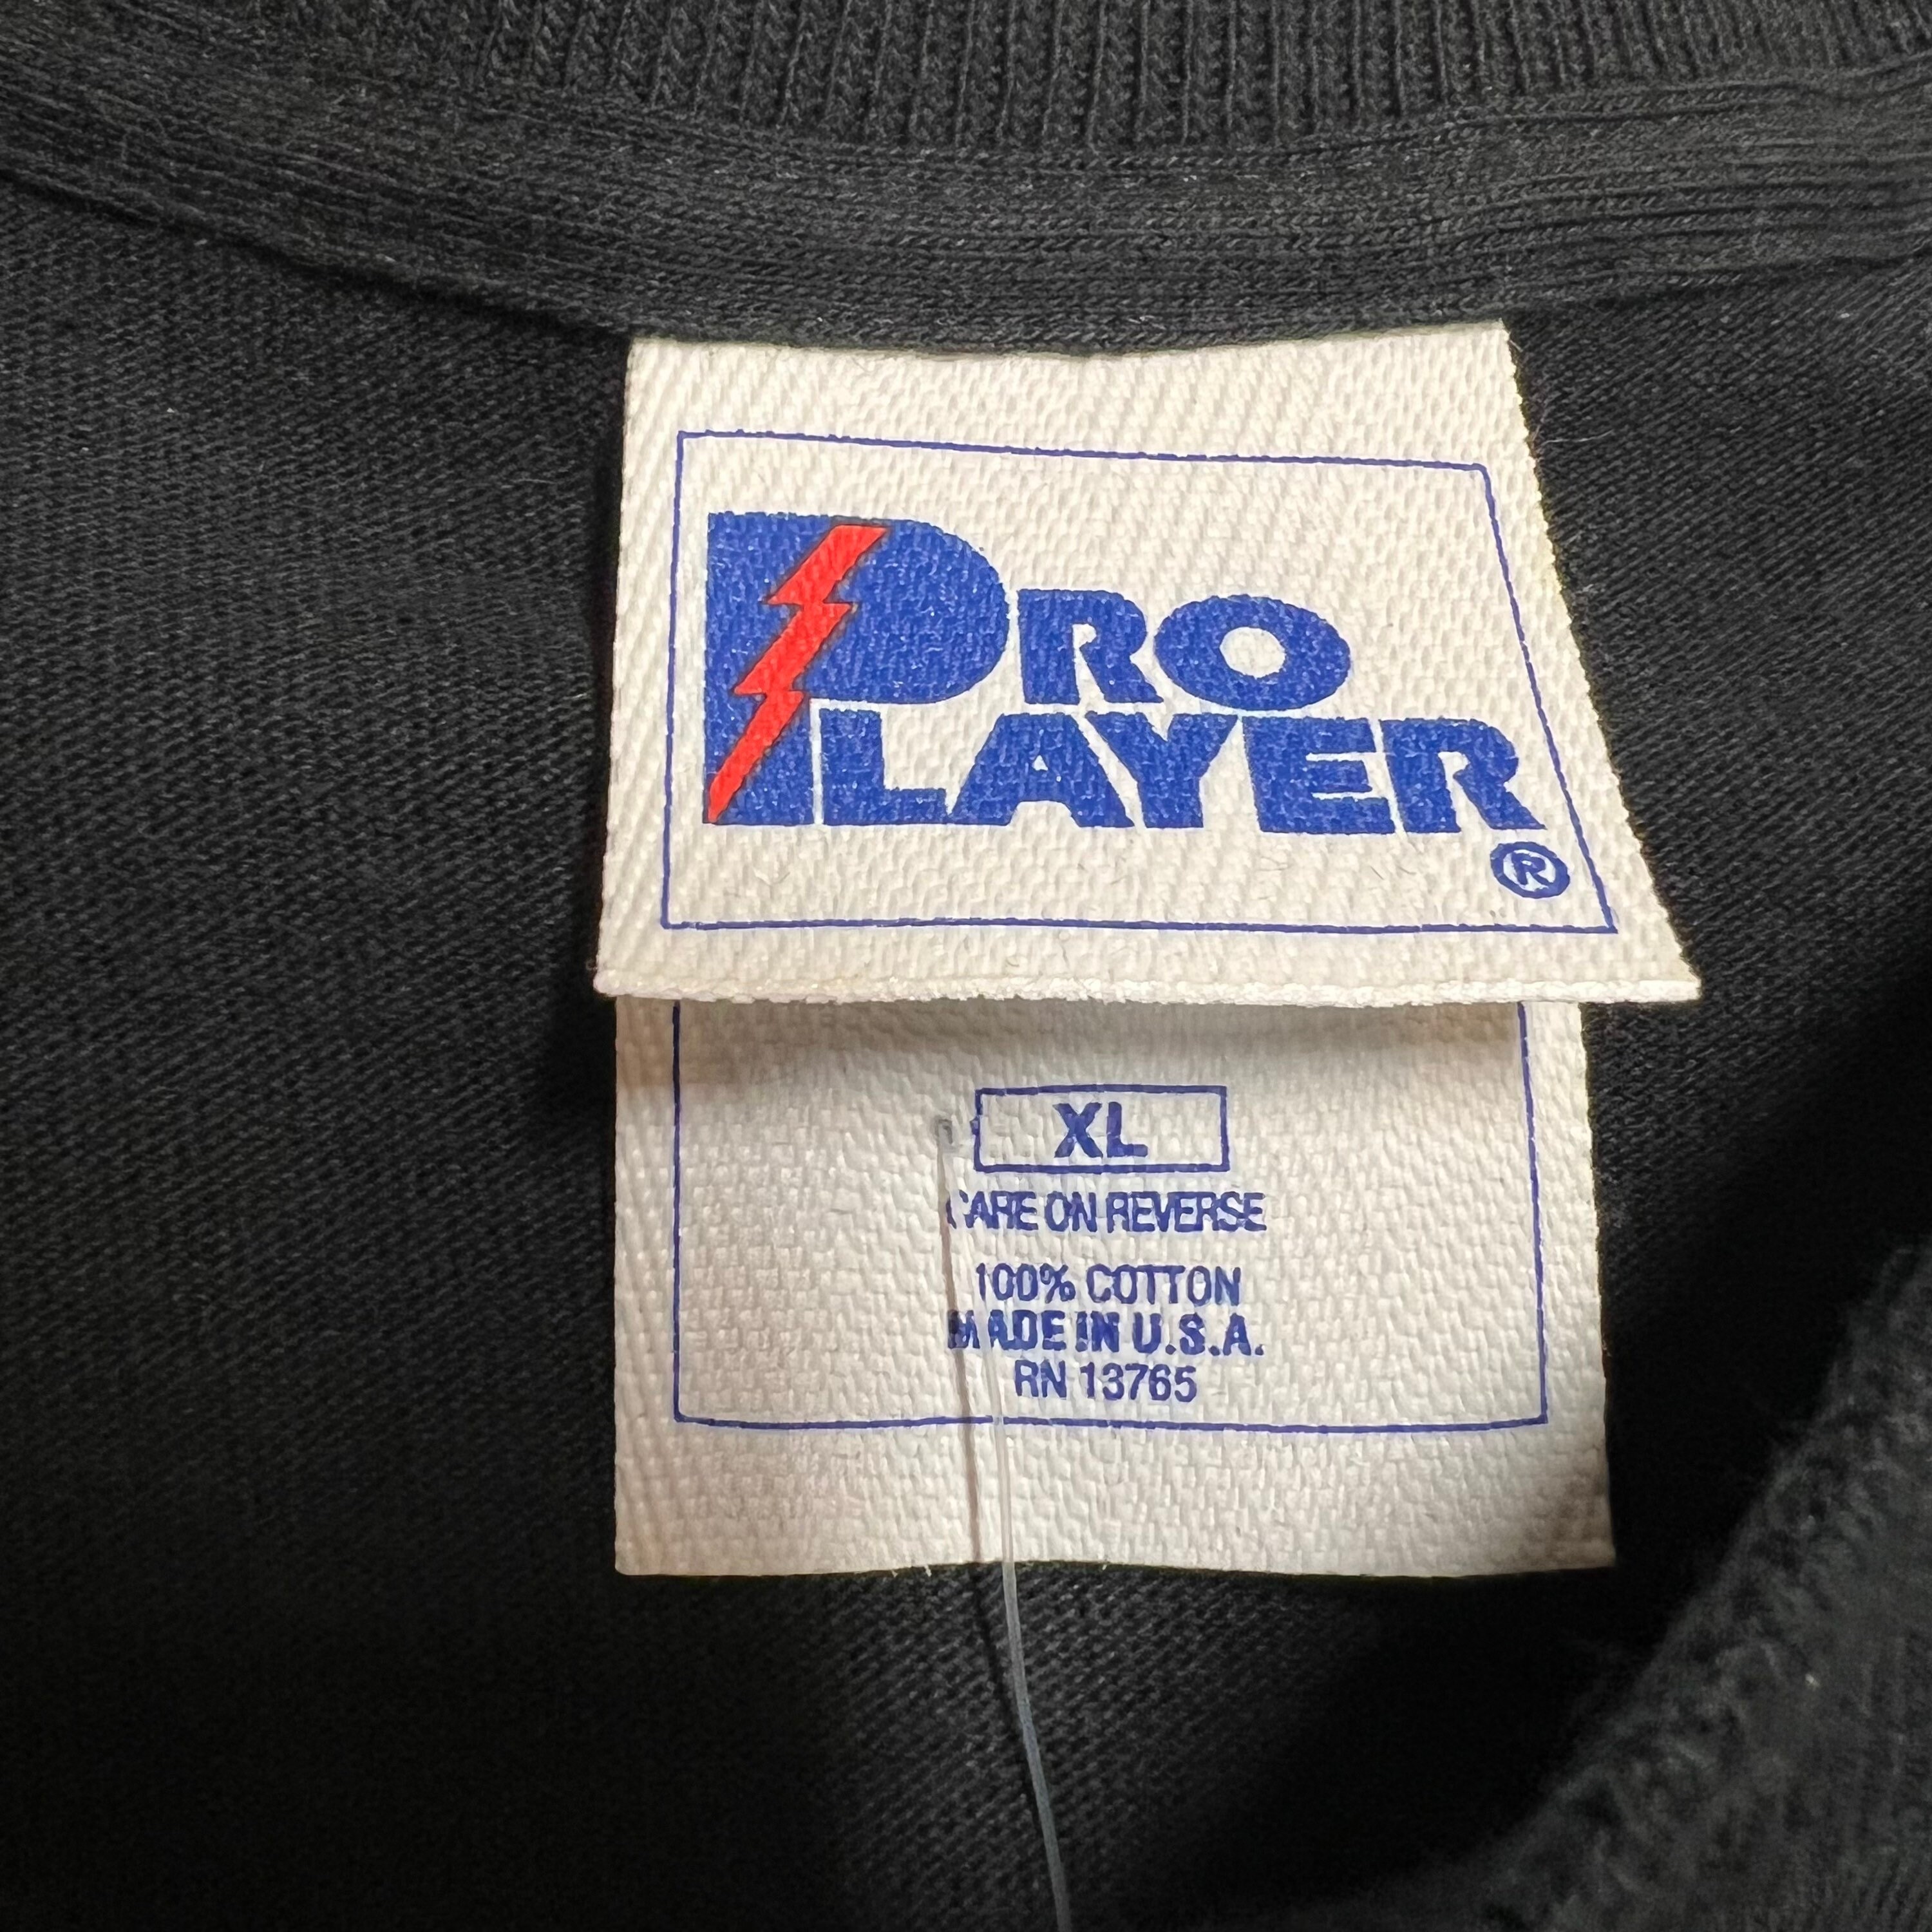 PRO
PLAYER
®
XL
CARE ON REVERSE
100% COTTON
MADE IN U.S.A.
RN 13765